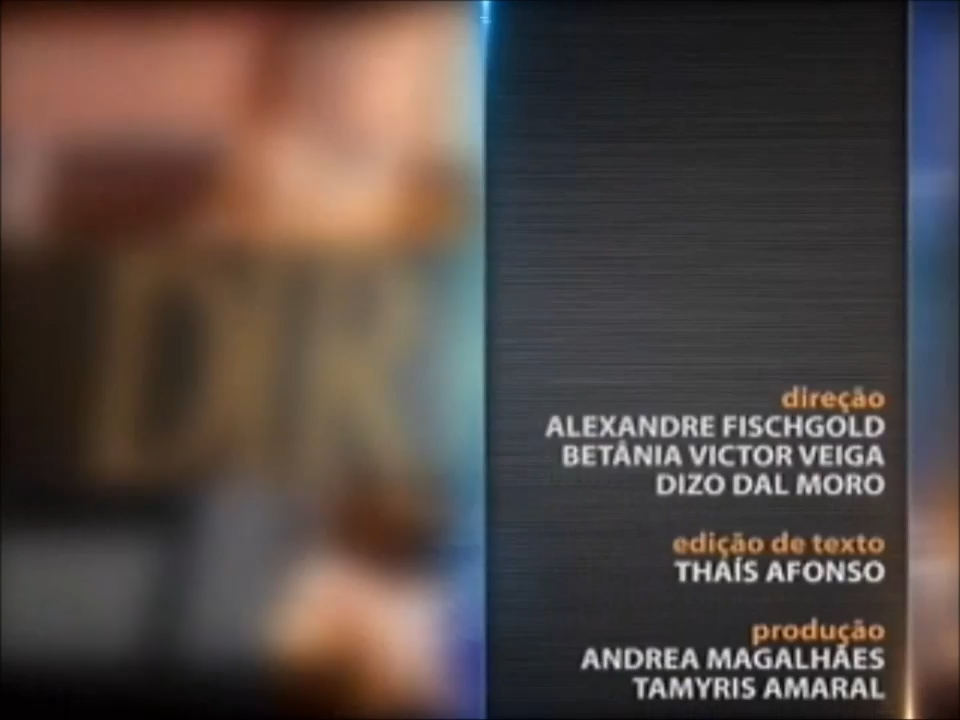 direção
ALEXANDRE FISCHGOLD
BETÂNIA VICTOR VEIGA
DIZO DAL MORO
edição de texto
THAÍS AFONSO
produção
ANDREA MAGALHÃES
TAMYRIS AMARAL